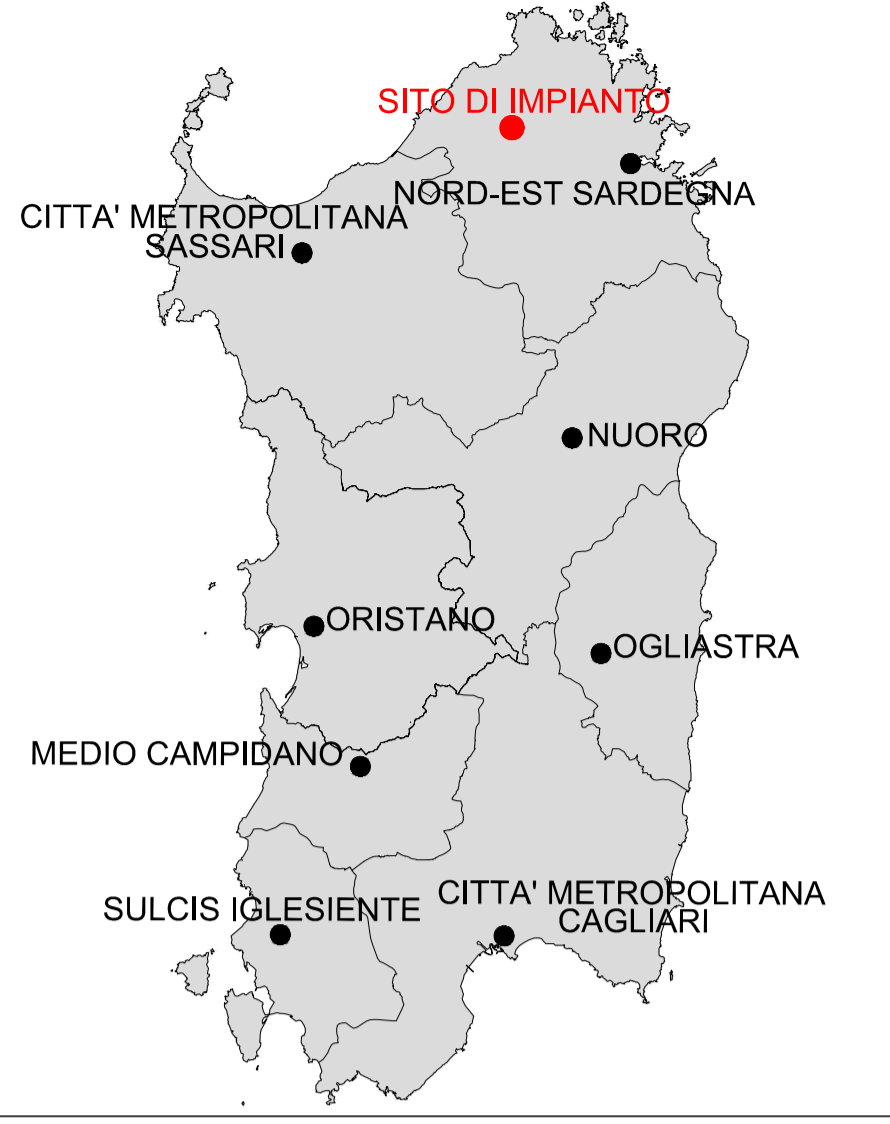 SITO DI IMPIANTO
NORD-EST SARDEGNA
CITTA' METROPOLITANA
SASSARI
NUORO
ORISTANO
OGLIASTRA
MEDIO CAMPIDANO
SULCIS IGLESIENTE
CITTA' METROPOLITANA
CAGLIARI